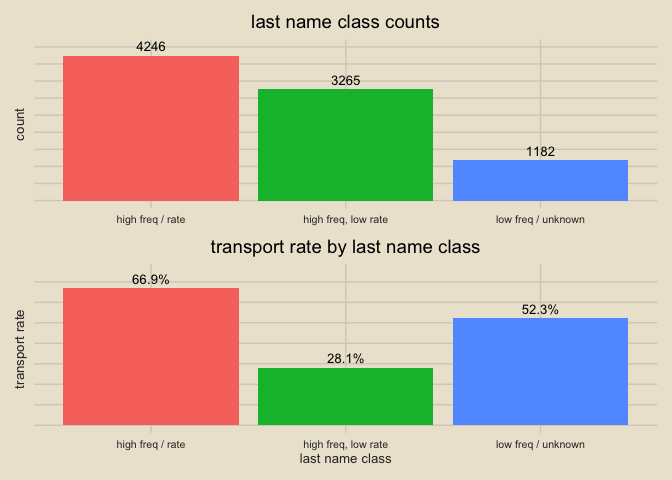 last name class counts
4246
3265
1182
count
high freq / rate
high freq, low rate
low freq / unknown
transport rate by last name class
66.9%
28.1%
52.3%
transport rate
high freq / rate
high freq, low rate
low freq / unknown
last name class